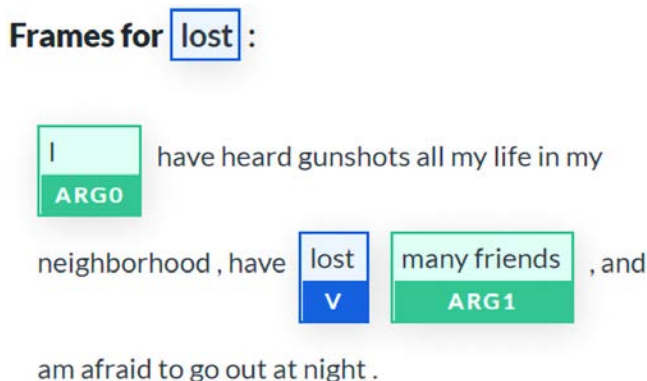 Frames for lost :
I have heard gunshots all my life in my
ARG0
neighborhood , have lost many friends , and
V ARG1
am afraid to go out at night .